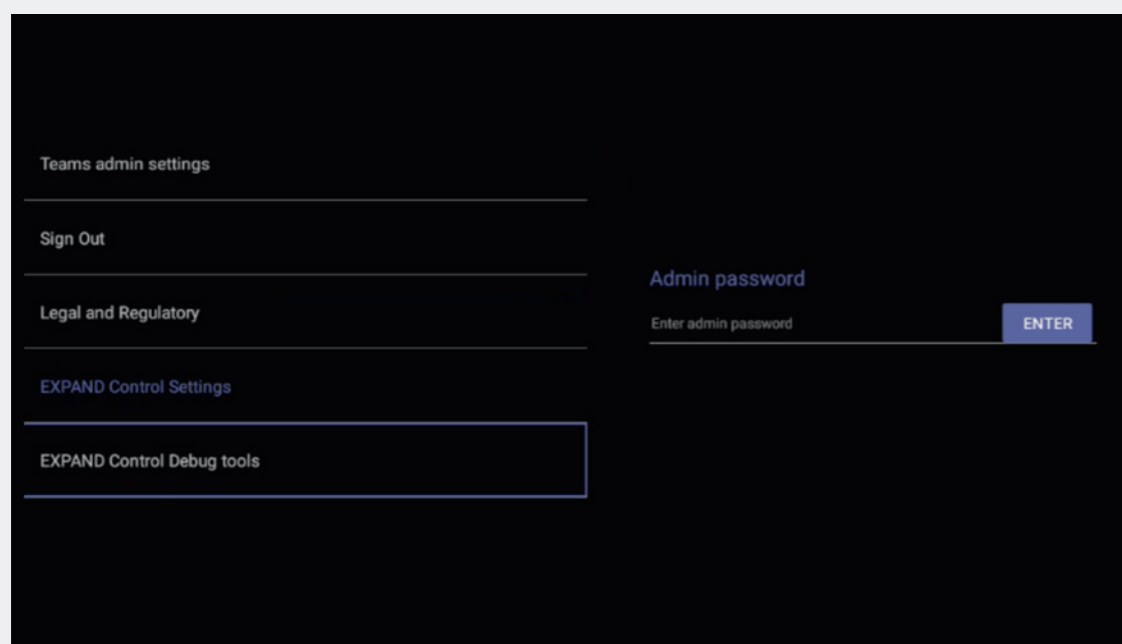 Teams admin settings
Sign Out
Legal and Regulatory
EXPAND Control Settings
EXPAND Control Debug tools
Admin password
Enter admin password
ENTER